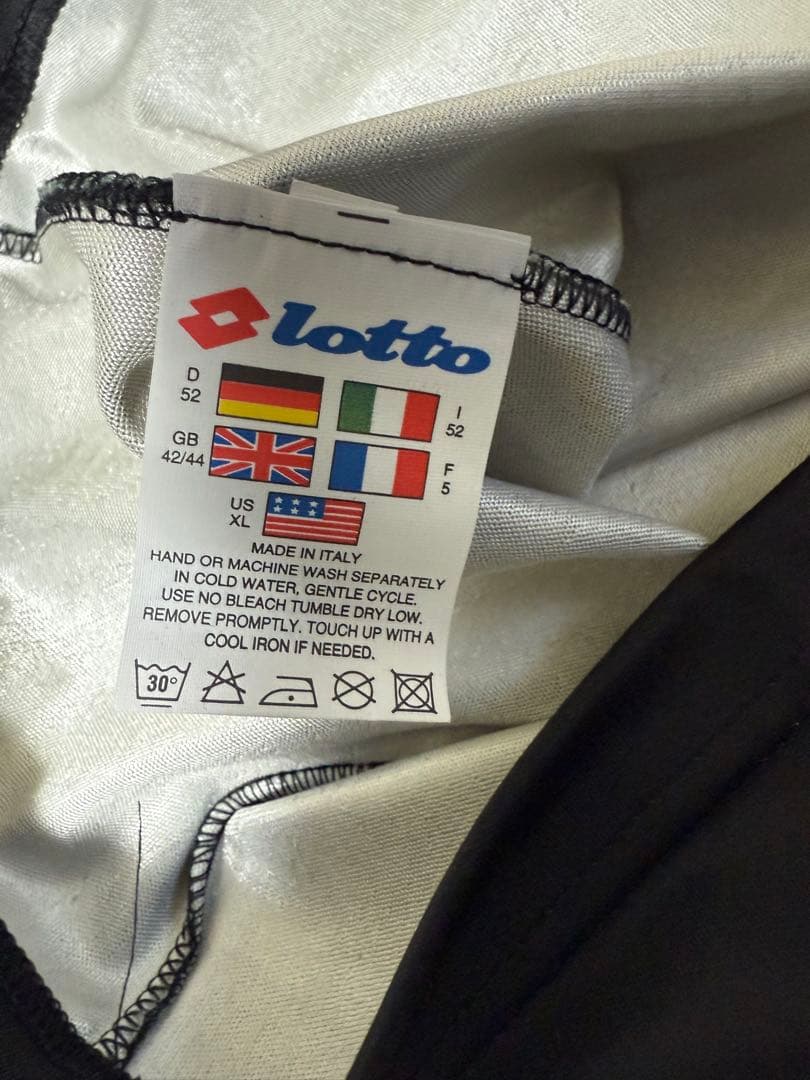 lotto
D
52
I
52
GB
42/44
F
5
US
XL
MADE IN ITALY
HAND OR MACHINE WASH SEPARATELY
IN COLD WATER, GENTLE CYCLE.
USE NO BLEACH TUMBLE DRY LOW.
REMOVE PROMPTLY. TOUCH UP WITH A
COOL IRON IF NEEDED.
30°